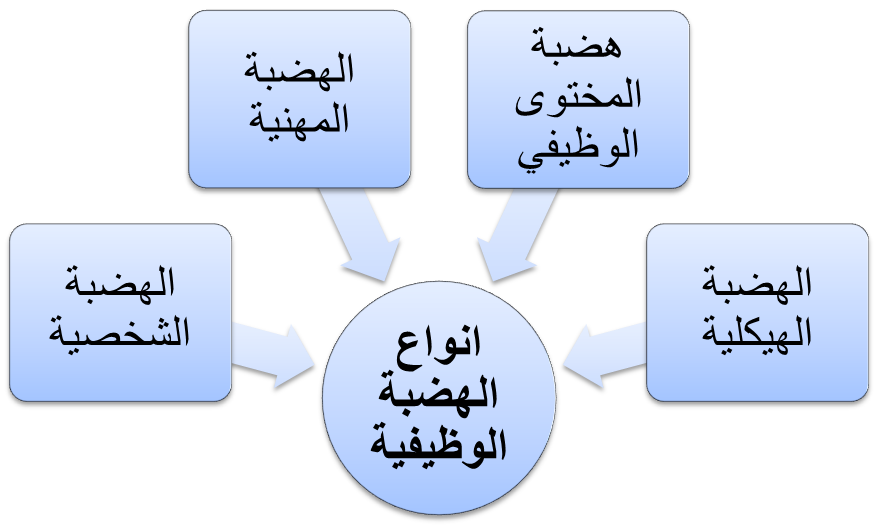 هضبة
المختوى
الوظيفي
الهضبة
المهنية
الهضبة
الهيكلية
الهضبة
الشخصية
انواع
الهضبة
الوظيفية